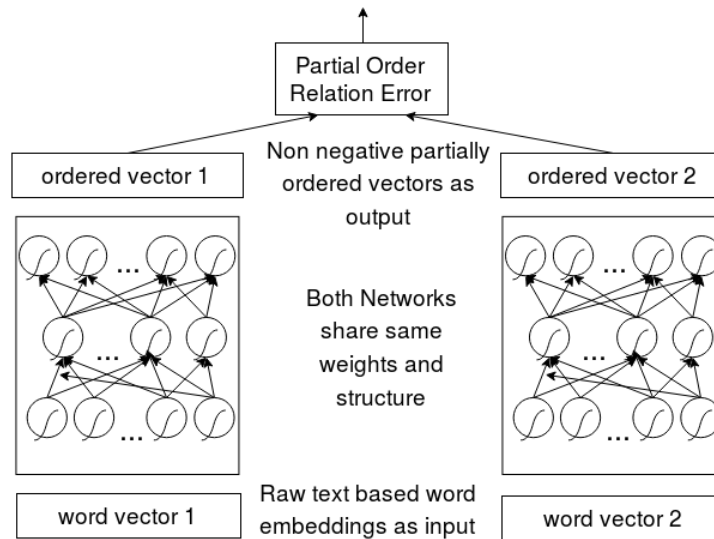 Partial Order
Relation Error
ordered vector 1
Non negative partially
ordered vectors as
output
ordered vector 2
...
...
Both Networks
share same
weights and
structure
...
...
...
...
word vector 1
Raw text based word
embeddings as input
word vector 2